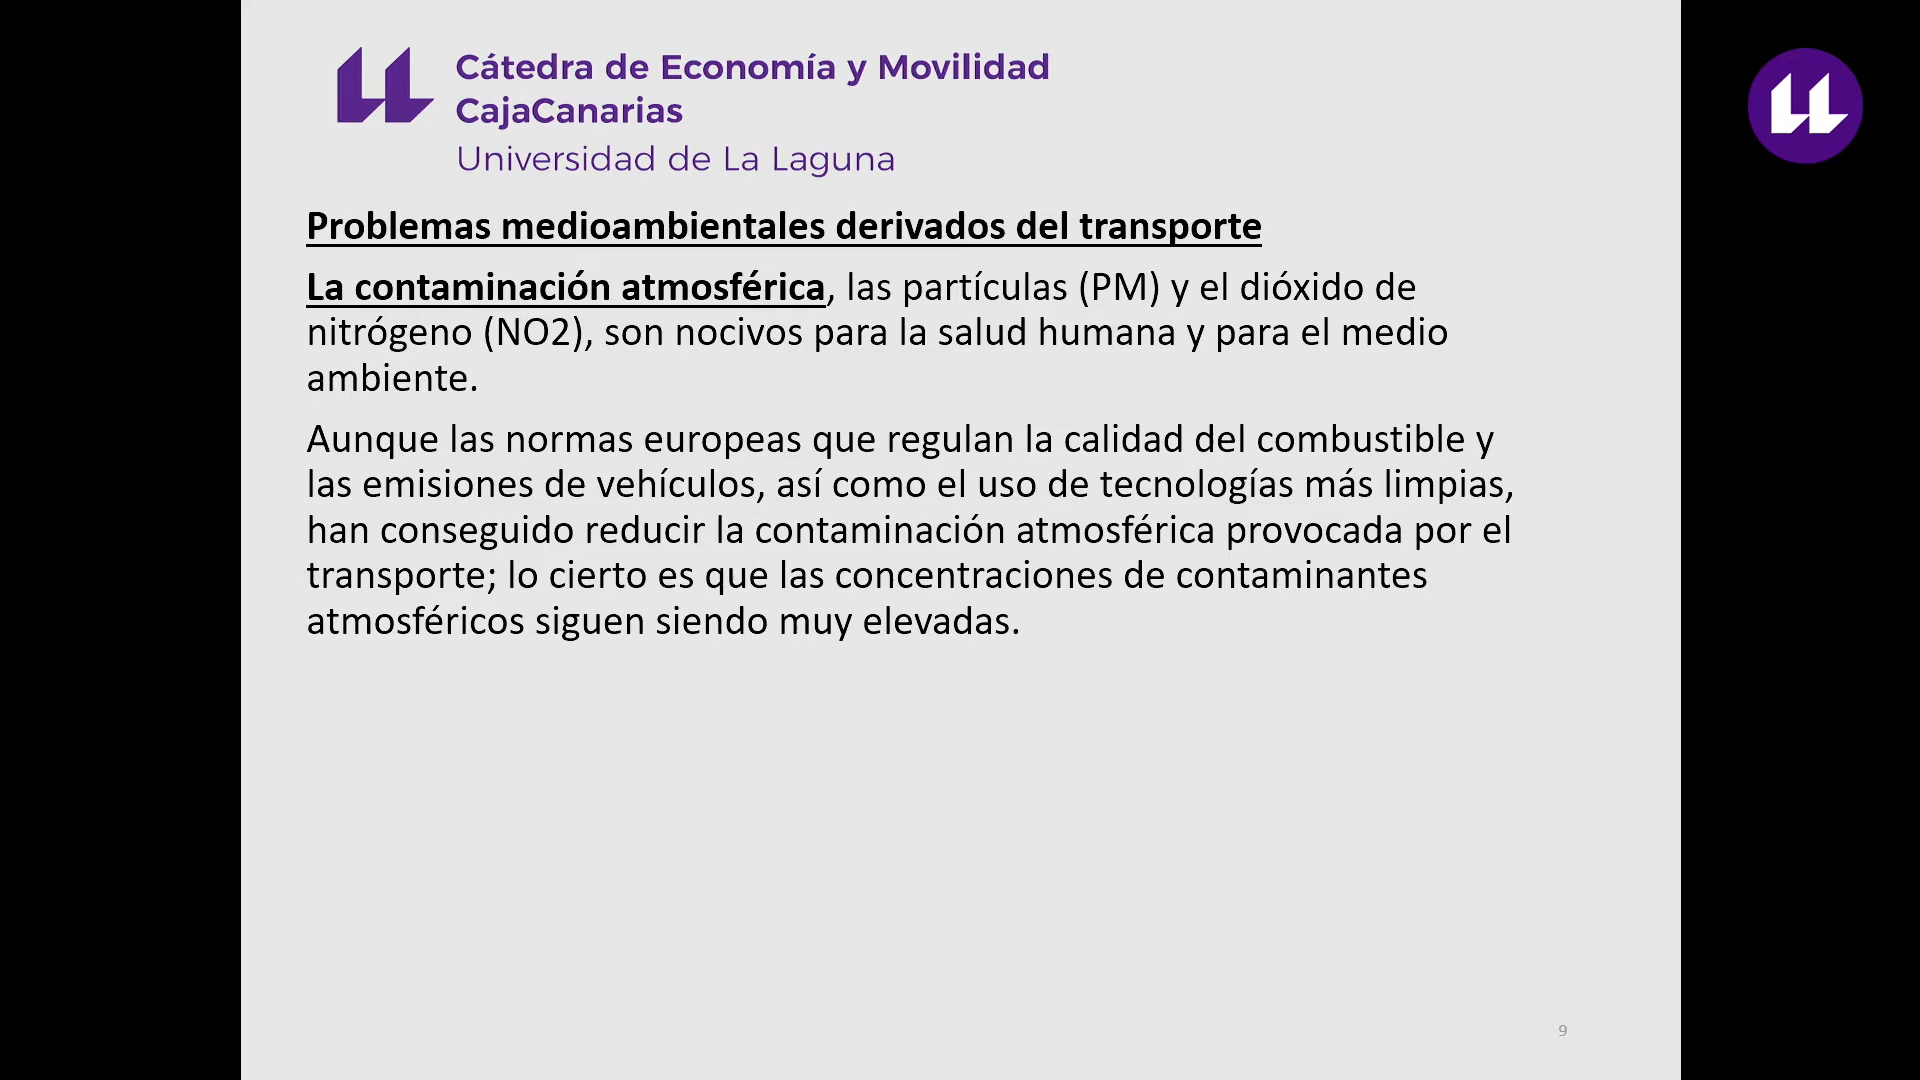 Cátedra de Economía y Movilidad
CajaCanarias
Universidad de La Laguna
Problemas medioambientales derivados del transporte
La contaminación atmosférica, las partículas (PM) y el dióxido de
nitrógeno (NO2), son nocivos para la salud humana y para el medio
ambiente.
Aunque las normas europeas que regulan la calidad del combustible y
las emisiones de vehículos, así como el uso de tecnologías más limpias,
han conseguido reducir la contaminación atmosférica provocada por el
transporte; lo cierto es que las concentraciones de contaminantes
atmosféricos siguen siendo muy elevadas.
9